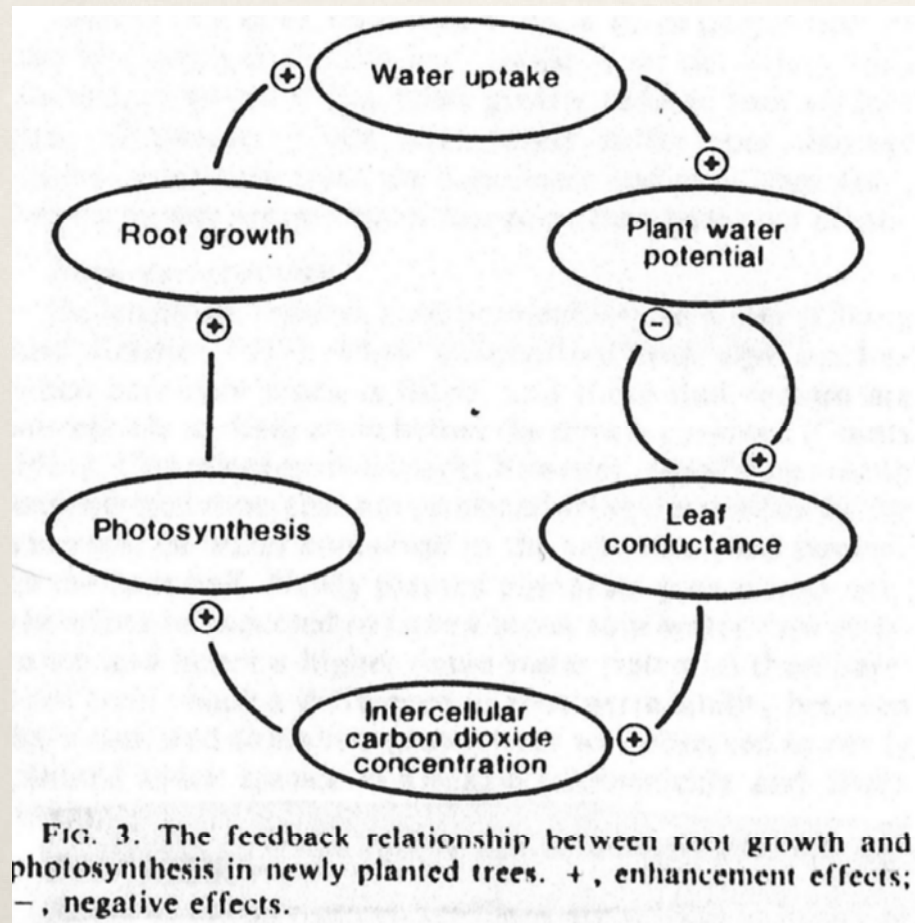 Water uptake
Root growth
Plant water
potential
Photosynthesis
Leaf
conductance
Intercellular
carbon dioxide
concentration
+
+
+
-
+
+
+
FIG. 3. The feedback relationship between root growth and
photosynthesis in newly planted trees. +, enhancement effects;
−, negative effects.